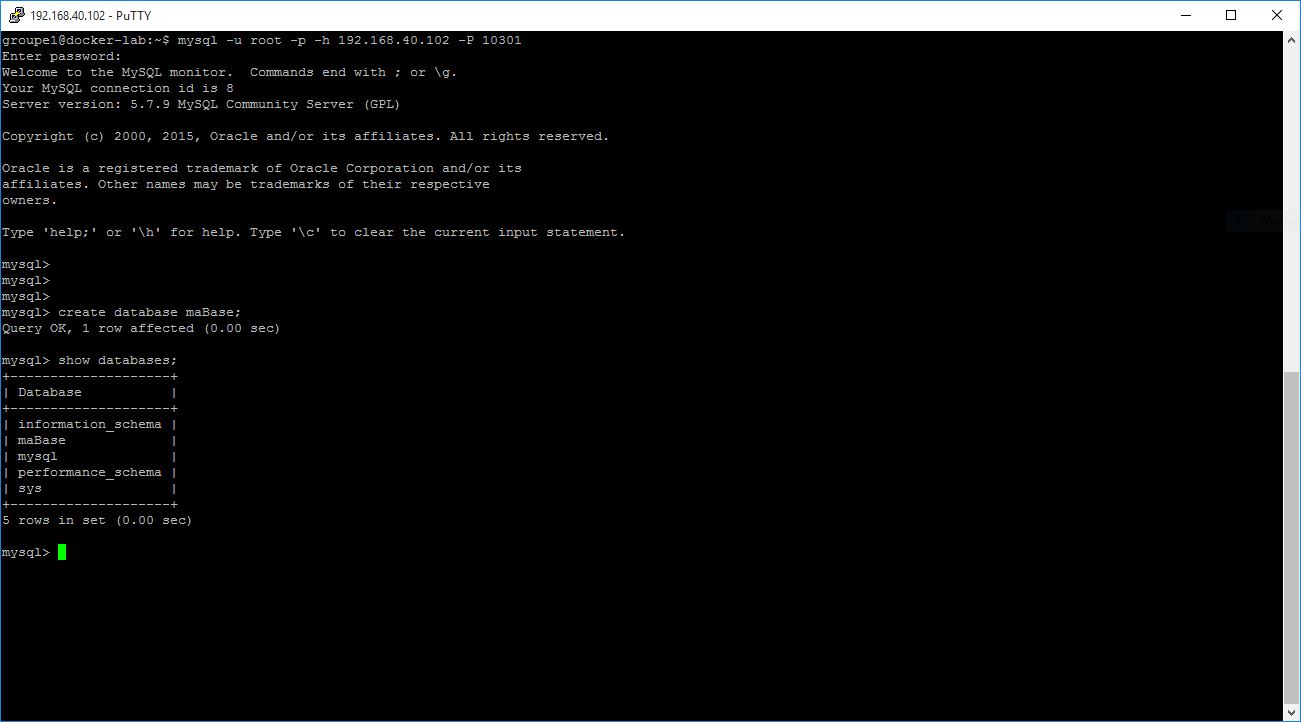 192.168.40.102 - PuTTY
groupe1@docker-lab:~$ mysql -u root -p -h 192.168.40.102 -P 10301
Enter password:
Welcome to the MySQL monitor.  Commands end with ; or \g.
Your MySQL connection id is 8
Server version: 5.7.9 MySQL Community Server (GPL)
Copyright (c) 2000, 2015, Oracle and/or its affiliates. All rights reserved.
Oracle is a registered trademark of Oracle Corporation and/or its
affiliates. Other names may be trademarks of their respective
owners.
Type 'help;' or '\h' for help. Type '\c' to clear the current input statement.
mysql>
mysql>
mysql>
mysql> create database maBase;
Query OK, 1 row affected (0.00 sec)
mysql> show databases;
+--------------------+
| Database           |
+--------------------+
| information_schema |
| maBase             |
| mysql              |
| performance_schema |
| sys                |
+--------------------+
5 rows in set (0.00 sec)
mysql>